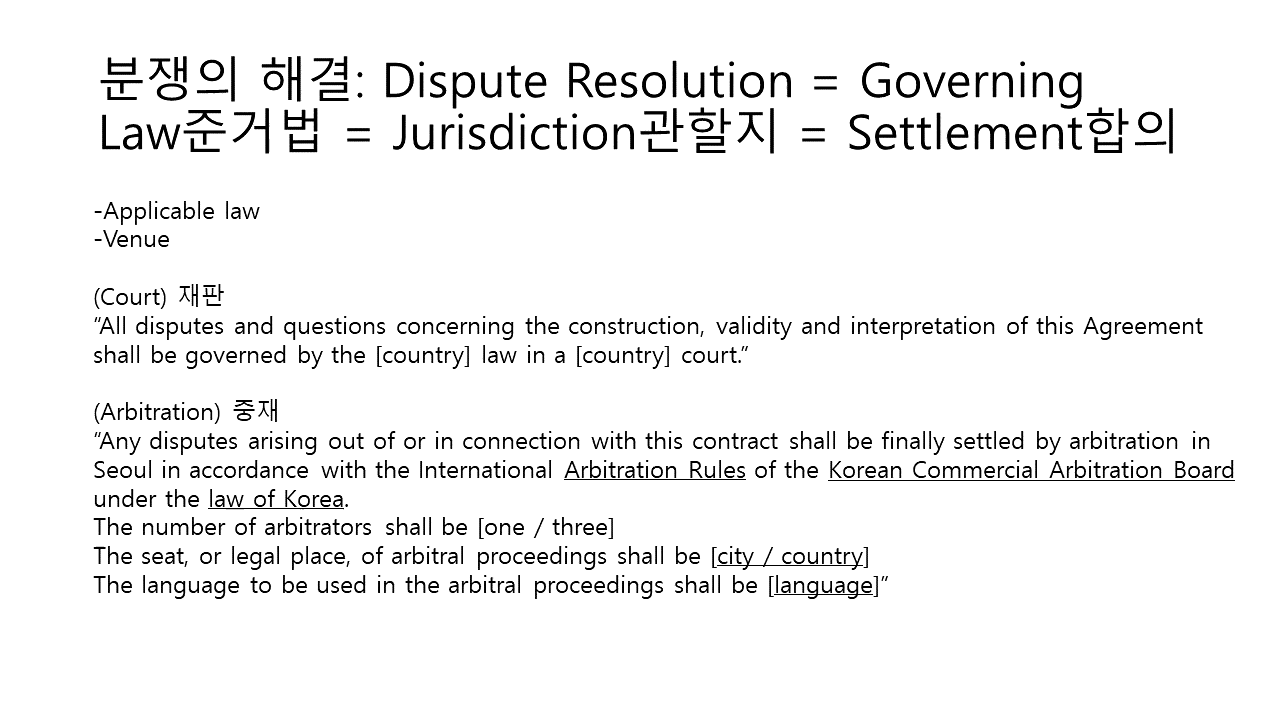 분쟁의 해결: Dispute Resolution = Governing
Law준거법 = Jurisdiction관할지 = Settlement합의
-Applicable law
-Venue
(Court) 재판
“All disputes and questions concerning the construction, validity and interpretation of this Agreement
shall be governed by the [country] law in a [country] court.”
(Arbitration) 중재
“Any disputes arising out of or in connection with this contract shall be finally settled by arbitration in
Seoul in accordance with the International Arbitration Rules of the Korean Commercial Arbitration Board
under the law of Korea.
The number of arbitrators shall be [one / three]
The seat, or legal place, of arbitral proceedings shall be [city / country]
The language to be used in the arbitral proceedings shall be [language]”